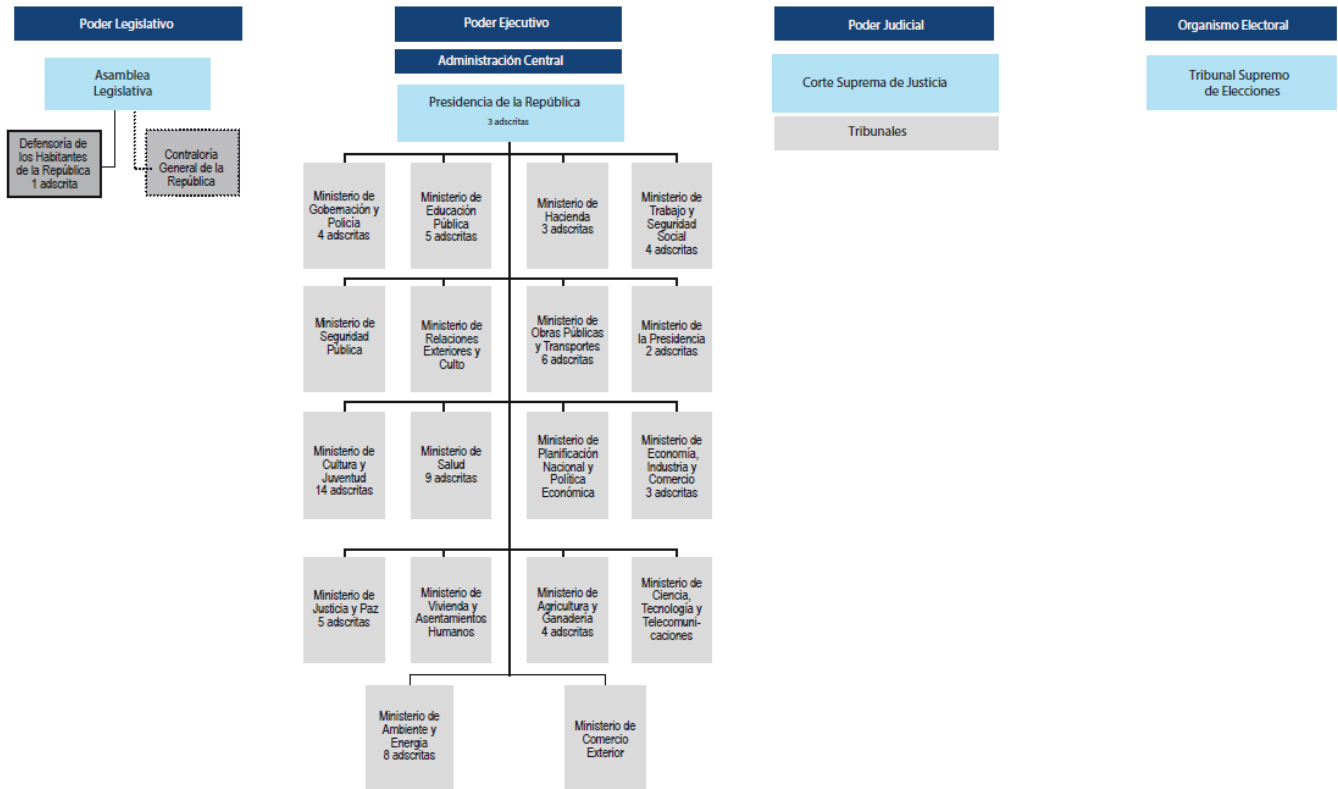 Poder Legislativo
Asamblea
Legislativa
Defensoría de
los Habitantes
de la República
1 adscrita
Contraloría
General de la
República
Poder Ejecutivo
Administración Central
Presidencia de la República
3 adscritas
Ministerio de
Gobernación y
Policía
4 adscritas
Ministerio de
Educación
Pública
5 adscritas
Ministerio de
Hacienda
3 adscritas
Ministerio de
Trabajo y
Seguridad
Social
4 adscritas
Ministerio de
Seguridad
Pública
Ministerio de
Relaciones
Exteriores y
Culto
Ministerio de
Obras Públicas
y Transportes
6 adscritas
Ministerio de
la Presidencia
2 adscritas
Ministerio de
Cultura y
Juventud
14 adscritas
Ministerio de
Salud
9 adscritas
Ministerio de
Planificación
Nacional y
Política
Económica
Ministerio de
Economía,
Industria y
Comercio
3 adscritas
Ministerio de
Justicia y Paz
5 adscritas
Ministerio de
Vivienda y
Asentamientos
Humanos
Ministerio de
Agricultura y
Ganadería
4 adscritas
Ministerio de
Ciencia,
Tecnología y
Telecomuni-
caciones
Ministerio de
Ambiente y
Energía
8 adscritas
Ministerio de
Comercio
Exterior
Poder Judicial
Corte Suprema de Justicia
Tribunales
Organismo Electoral
Tribunal Supremo
de Elecciones